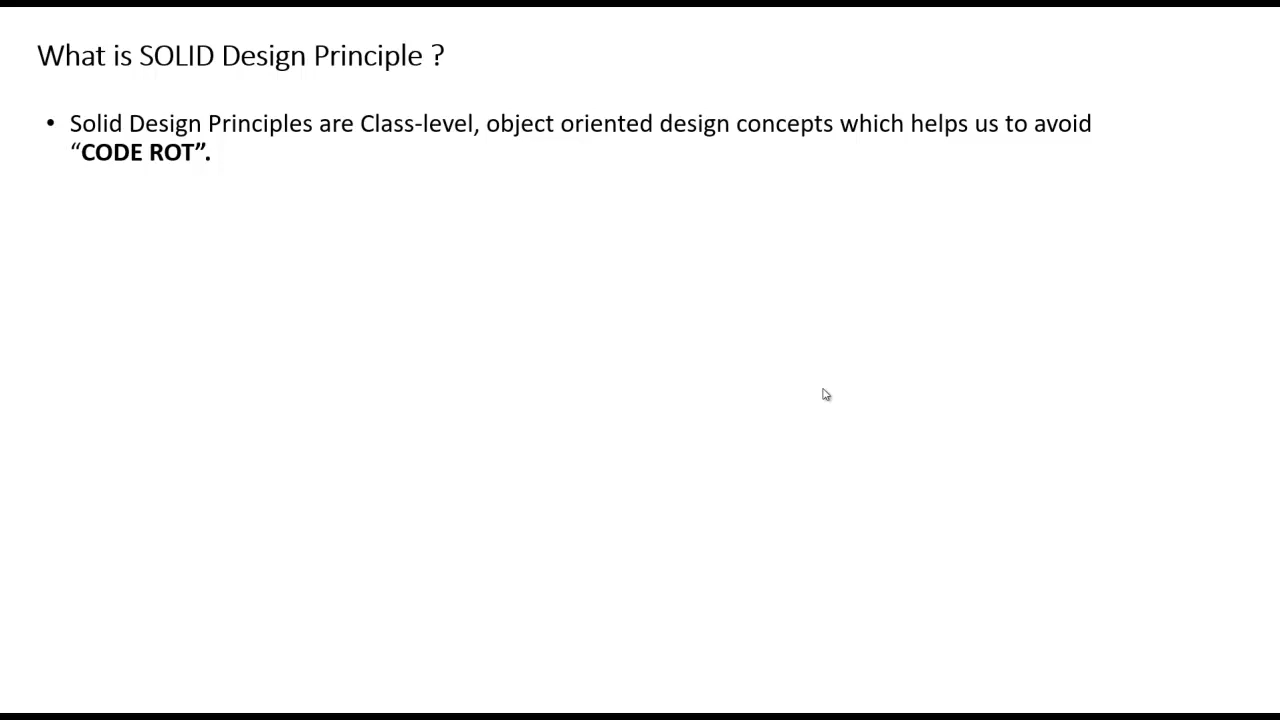 What is SOLID Design Principle ?
• Solid Design Principles are Class-level, object oriented design concepts which helps us to avoid
“CODE ROT”.